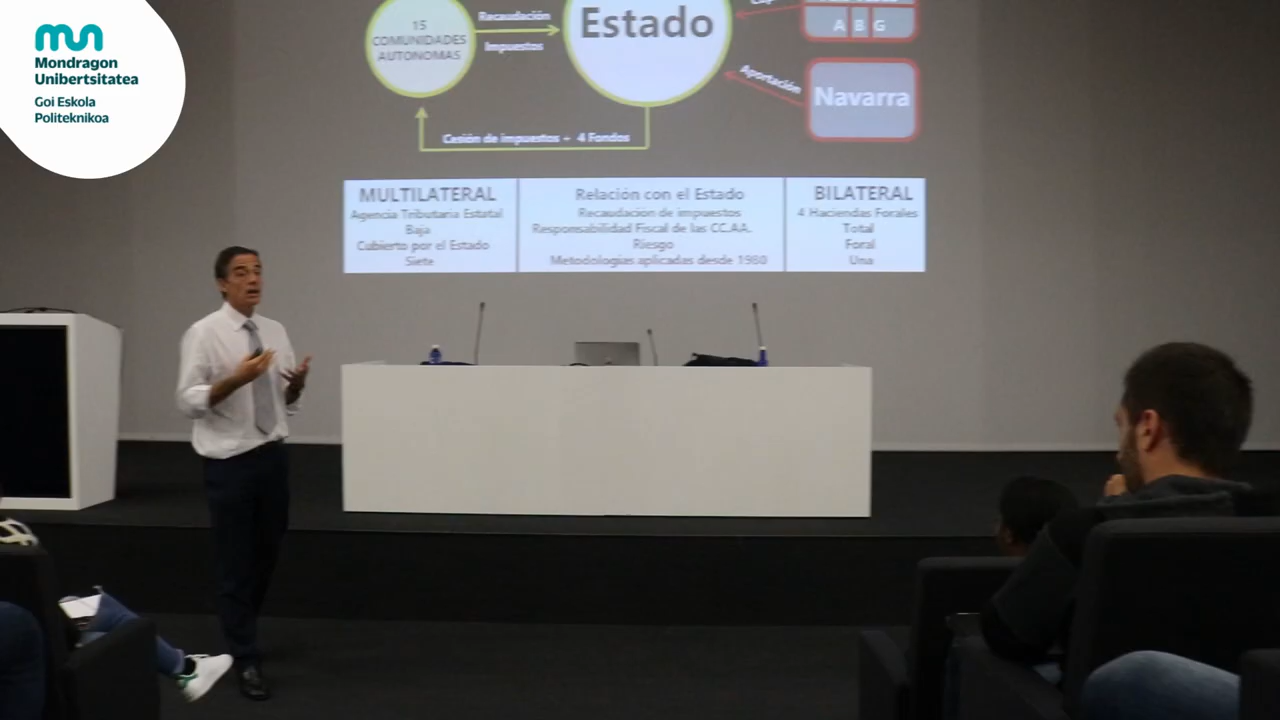 Mondragon
Unibertsitatea
Goi Eskola
Politeknikoa
15
COMUNIDADES
AUTONOMAS
Recaudación
Impuestos
Estado
A B G
Aportación
Navarra
Cesión de impuestos - 4 Fondos
MULTILATERAL
Agencia Tributaria Estatal
Baja
Cubierto por el Estado
Siete
Relación con el Estado
Recaudación de impuestos
Responsabilidad Fiscal de las CC.AA.
Riesgo
Metodologías aplicadas desde 1980
BILATERAL
4 Haciendas Forales
Total
Foral
Una